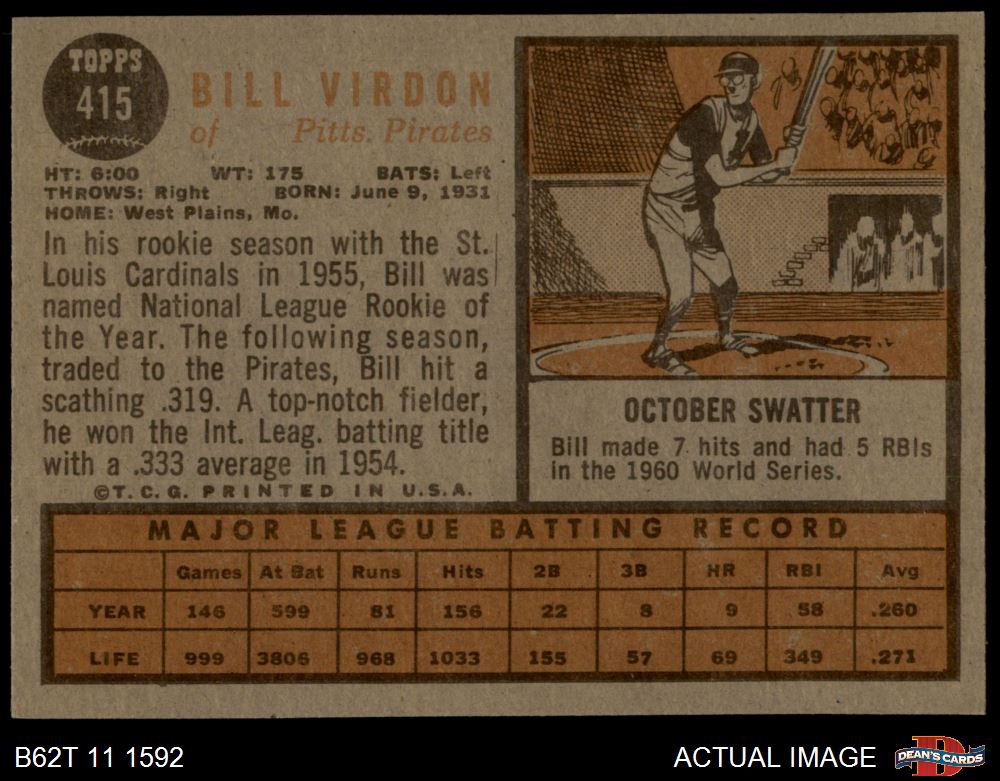 TOPPS
415
BILL VIRDON
of Pitts. Pirates
HT: 6:00 WT: 175 BATS: Left
THROWS: Right BORN: June 9, 1931
HOME: West Plains, Mo.
In his rookie season with the St.
Louis Cardinals in 1955, Bill was
named National League Rookie of
the Year. The following season,
traded to the Pirates, Bill hit a
scathing .319. A top-notch fielder,
he won the Int. Leag. batting title
with a .333 average in 1954.
©T.C.G. PRINTED IN U.S.A.
OCTOBER SWATTER
Bill made 7 hits and had 5 RBIs
in the 1960 World Series.
MAJOR LEAGUE BATTING RECORD
Games At Bat Runs Hits 2B 3B HR RBI Avg
YEAR 146 599 81 156 22 8 9 58 .260
LIFE 999 3806 968 1033 155 57 69 349 .271
B62T 11 1592
ACTUAL IMAGE
D
DEAN'S CARDS